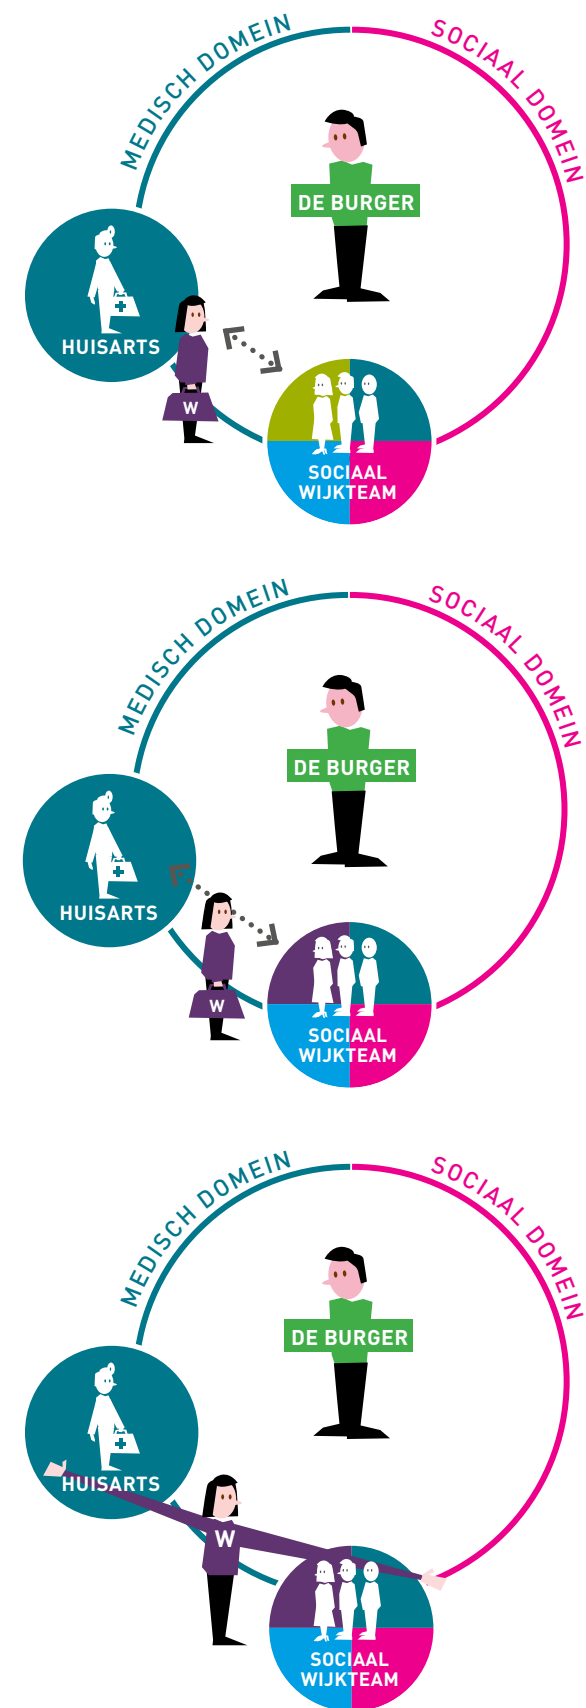 MEDISCH DOMEIN
SOCIAAL DOMEIN
DE BURGER
HUISARTS
W
SOCIAAL
WIJKTEAM
MEDISCH DOMEIN
SOCIAAL DOMEIN
DE BURGER
HUISARTS
W
SOCIAAL
WIJKTEAM
MEDISCH DOMEIN
SOCIAAL DOMEIN
DE BURGER
HUISARTS
W
SOCIAAL
WIJKTEAM